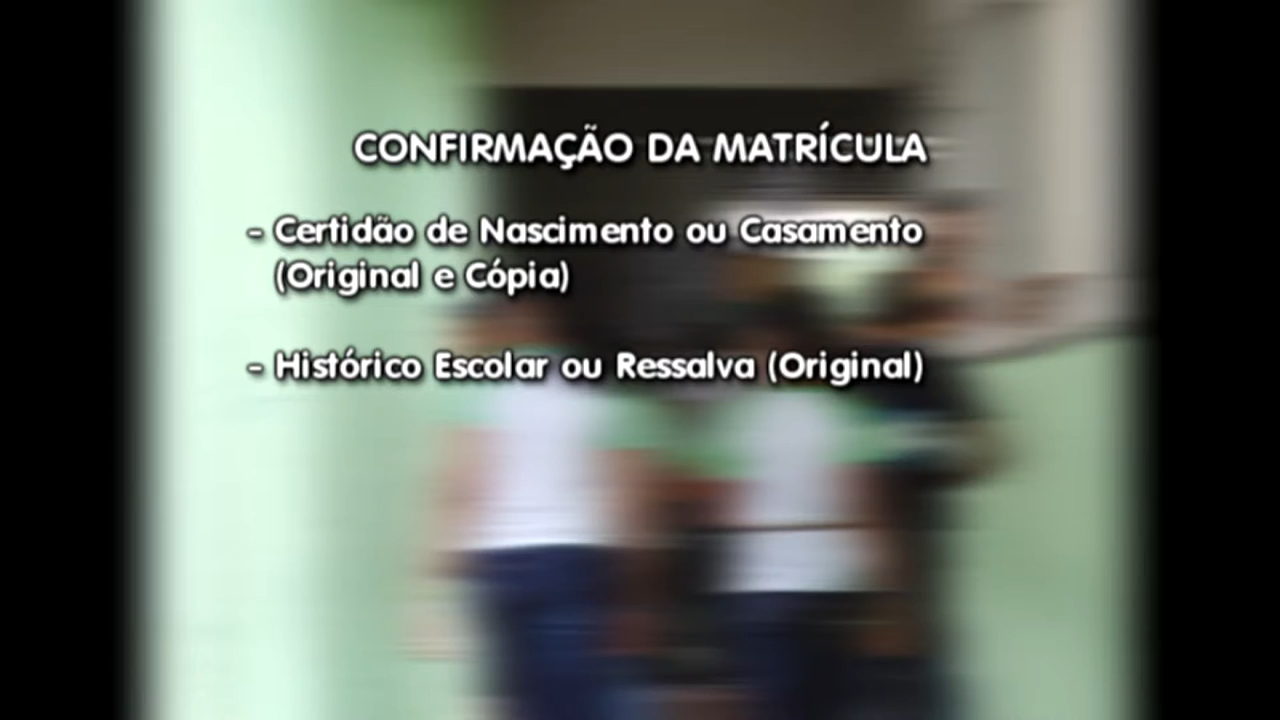 CONFIRMAÇÃO DA MATRÍCULA
- Certidão de Nascimento ou Casamento
(Original e Cópia)
- Histórico Escolar ou Ressalva (Original)